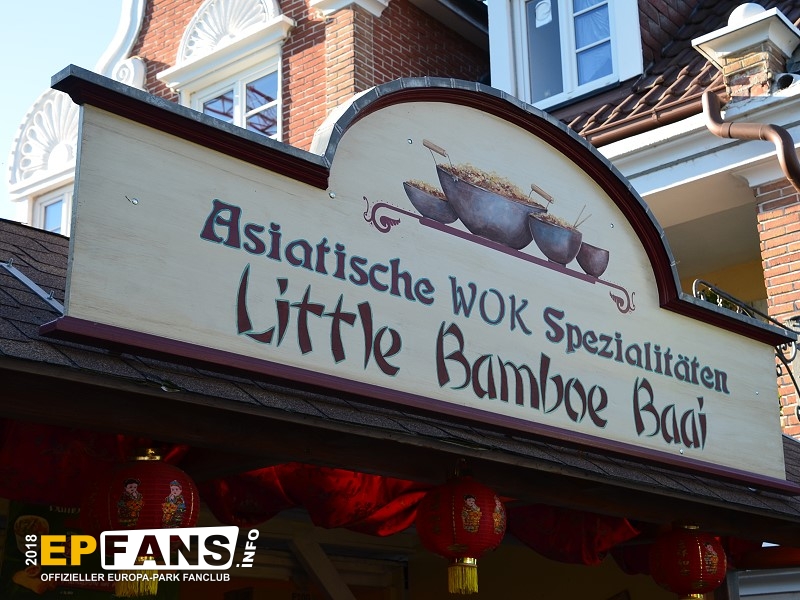 Asiatische WOK Spezialitäten
Little Bamboe Baai
2018 EPFANS.INFO
OFFIZIELLER EUROPA-PARK FANCLUB